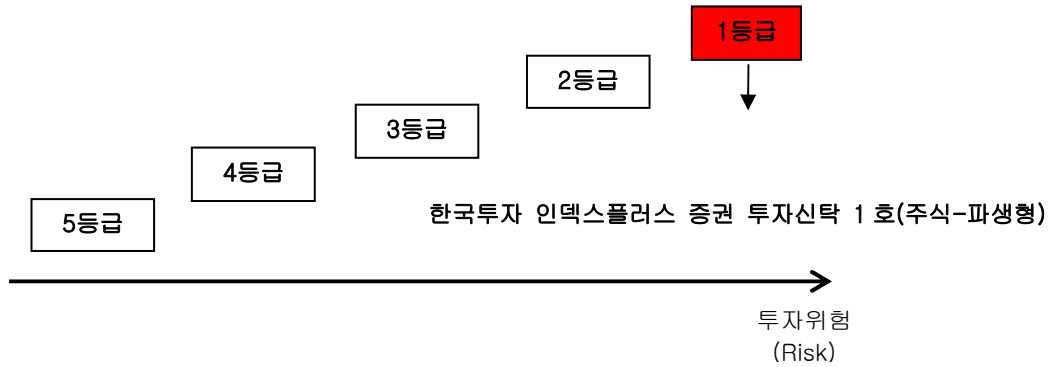 1등급
2등급
3등급
4등급
5등급
한국투자 인덱스플러스 증권 투자신탁 1 호(주식-파생형)
투자위험
(Risk)